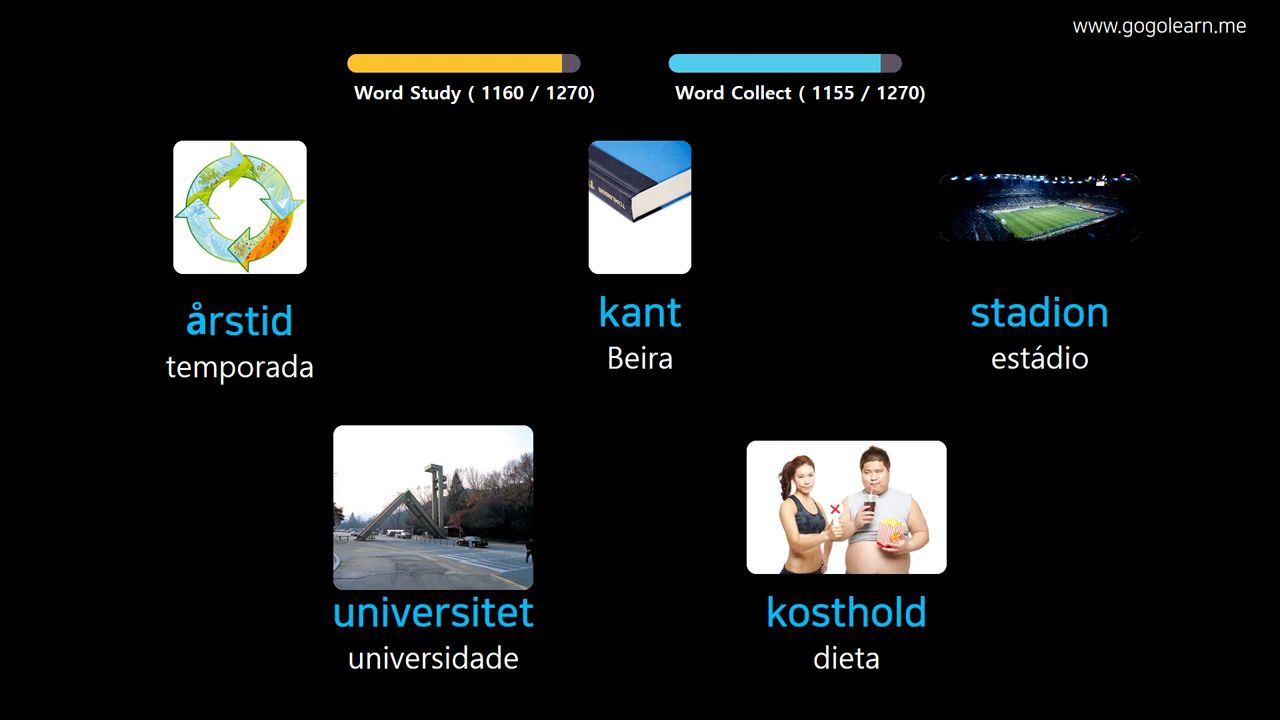 www.gogolearn.me
Word Study ( 1160 / 1270)
Word Collect ( 1155 / 1270)
årstid
temporada
kant
Beira
stadion
estádio
universitet
universidade
kosthold
dieta